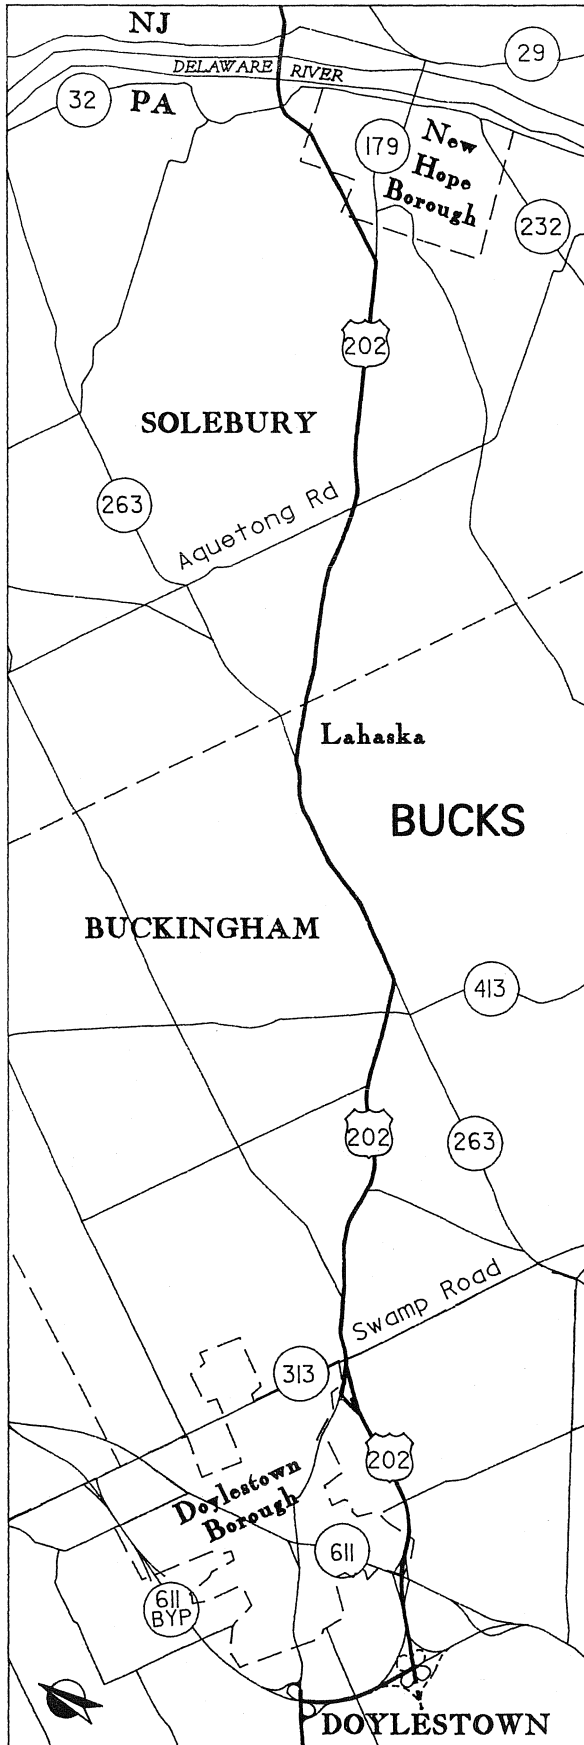 NJ
29
DELAWARE RIVER
32
PA
179
New
Hope
Borough
232
202
SOLEBURY
263
Aquetong Rd
Lahaska
BUCKS
BUCKINGHAM
413
202
263
Swamp Road
313
202
Doylestown
Borough
611
611
BYP
DOYLESTOWN